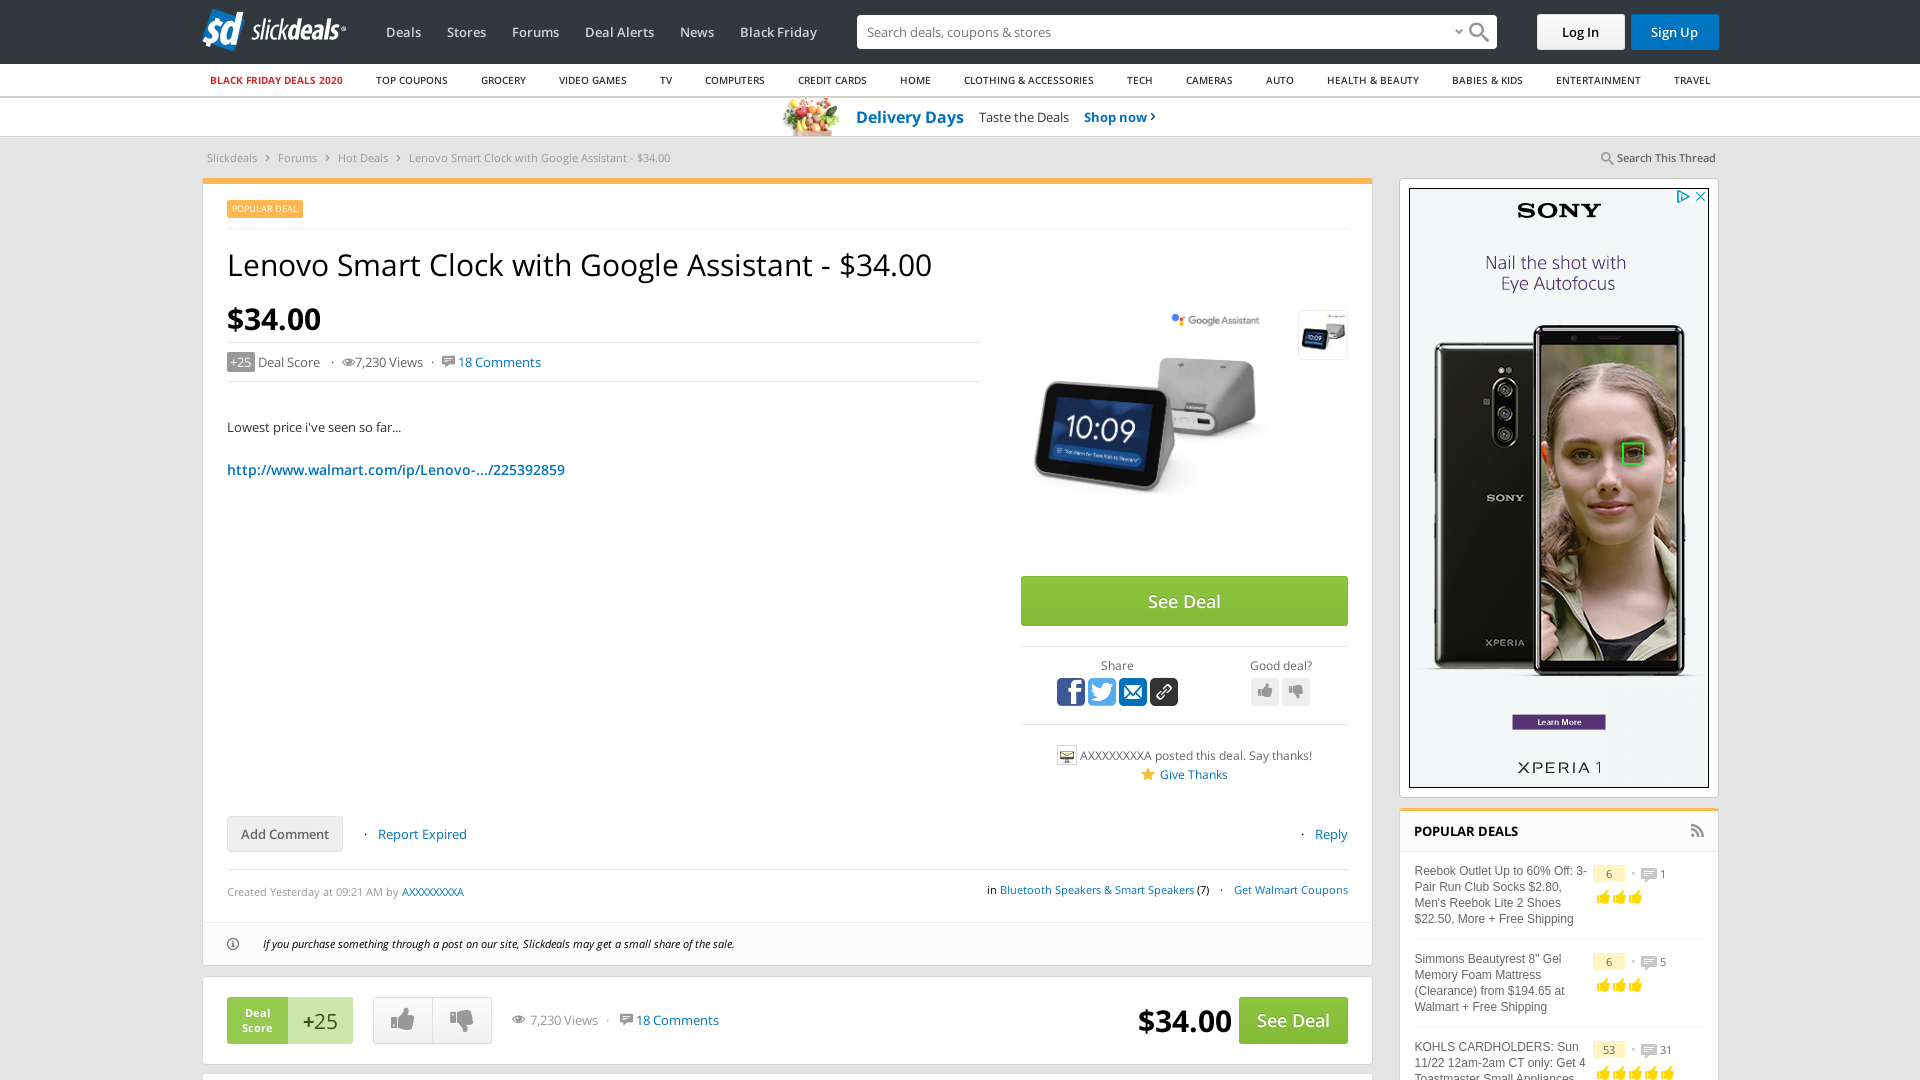 slickdeals
Deals
Stores
Forums
Deal Alerts
News
Black Friday
Search deals, coupons & stores
Log In
Sign Up
BLACK FRIDAY DEALS 2020
TOP COUPONS
GROCERY
VIDEO GAMES
TV
COMPUTERS
CREDIT CARDS
HOME
CLOTHING & ACCESSORIES
TECH
CAMERAS
AUTO
HEALTH & BEAUTY
BABIES & KIDS
ENTERTAINMENT
TRAVEL
Delivery Days Taste the Deals Shop now
Slickdeals › Forums › Hot Deals › Lenovo Smart Clock with Google Assistant - $34.00
Search This Thread
POPULAR DEAL
Lenovo Smart Clock with Google Assistant - $34.00
$34.00
+25 Deal Score · 7,230 Views · 18 Comments
Lowest price i've seen so far...
http://www.walmart.com/ip/Lenovo-.../225392859
Google Assistant
10:09
See Deal
Share
Good deal?
AXXXXXXXXA posted this deal. Say thanks!
Give Thanks
Add Comment · Report Expired
· Reply
Created Yesterday at 09:21 AM by AXXXXXXXXA
in Bluetooth Speakers & Smart Speakers (7) · Get Walmart Coupons
If you purchase something through a post on our site, Slickdeals may get a small share of the sale.
Deal
Score
+25
7,230 Views · 18 Comments
$34.00
See Deal
SONY
Nail the shot with
Eye Autofocus
SONY
XPERIA
Learn More
XPERIA 1
POPULAR DEALS
Reebok Outlet Up to 60% Off: 3-
Pair Run Club Socks $2.80,
Men's Reebok Lite 2 Shoes
$22.50, More + Free Shipping
6 • 1
Simmons Beautyrest 8" Gel
Memory Foam Mattress
(Clearance) from $194.65 at
Walmart + Free Shipping
6 • 5
KOHLS CARDHOLDERS: Sun
11/22 12am-2am CT only: Get 4
Toastmaster Small Appliances
53 • 31